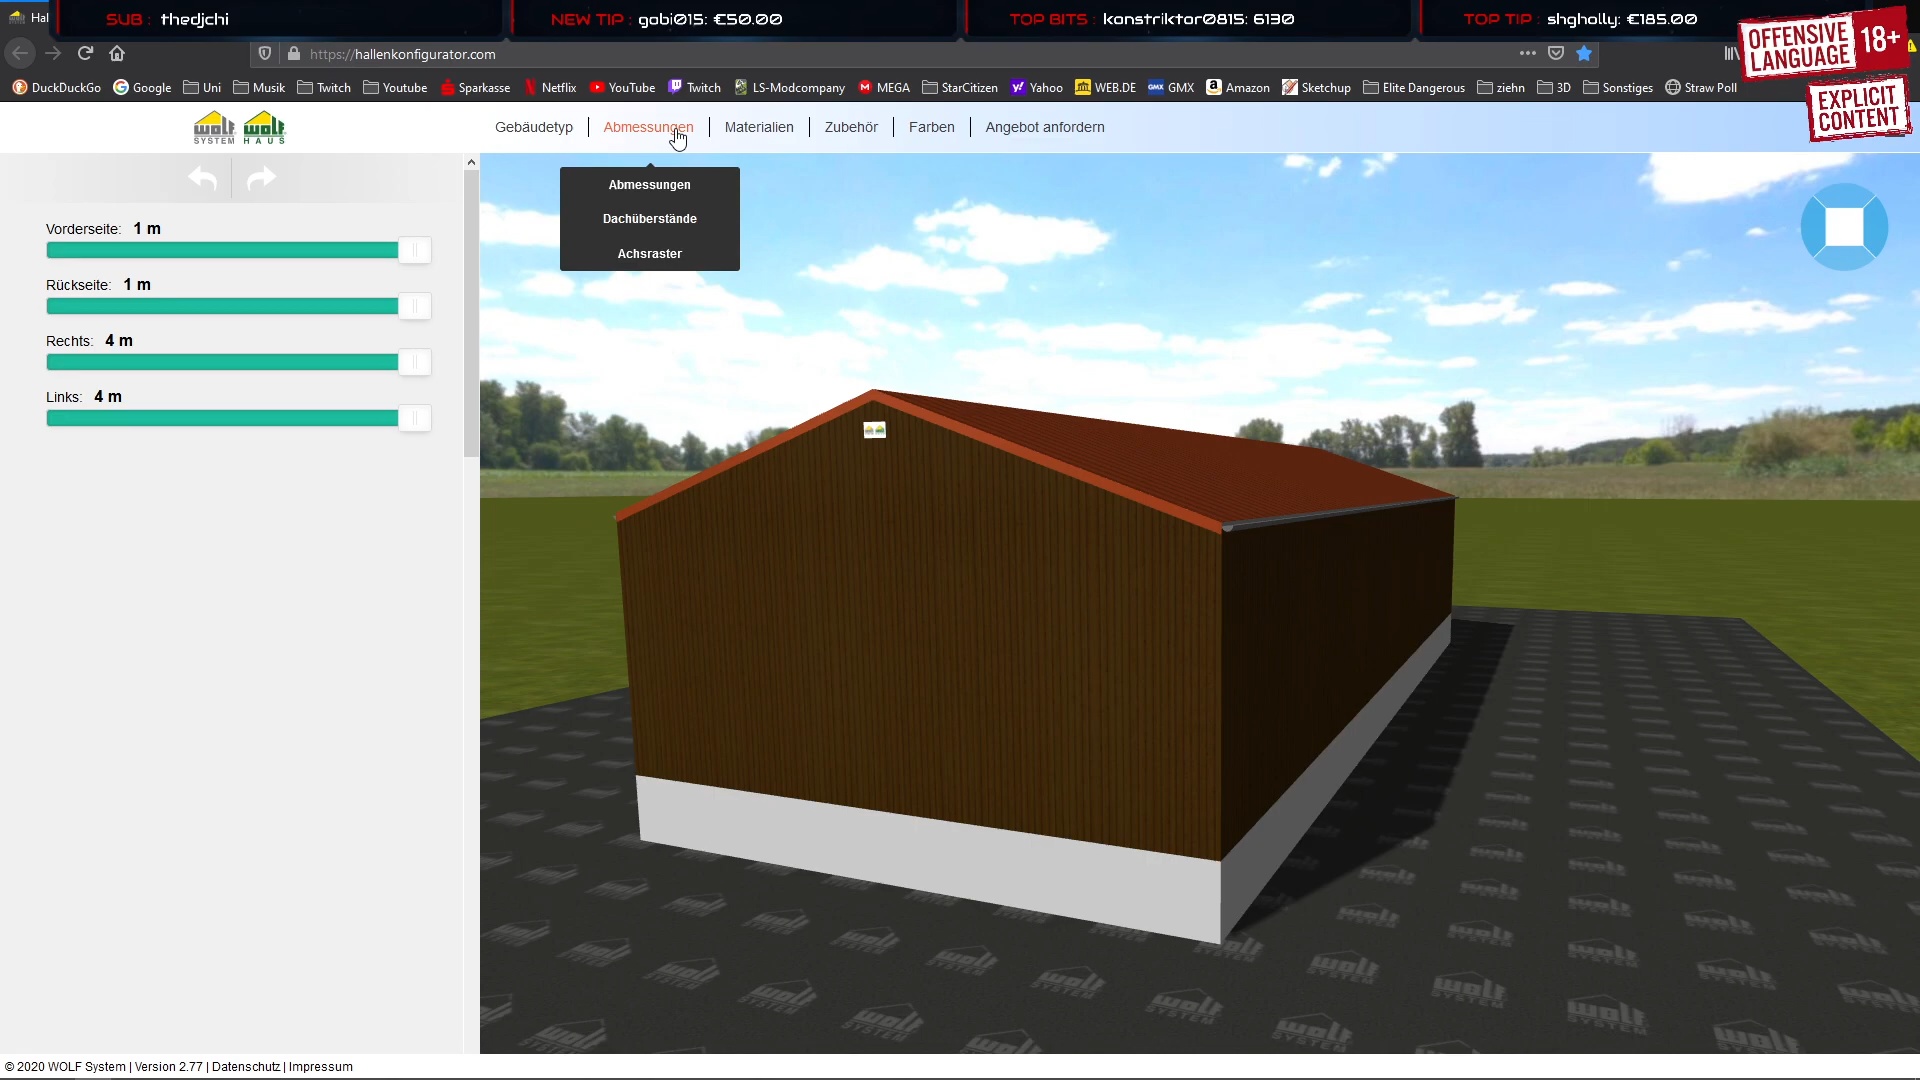 SUB : thedjchi
NEW TIP : gabi015: €50.00
TOP BITS : konstriktor0815: 6130
TOP TIP : shgholly: €185.00
OFFENSIVE LANGUAGE 18+
EXPLICIT CONTENT
Hal
https://hallenkonfigurator.com
DuckDuckGo
Google
Uni
Musik
Twitch
Youtube
Sparkasse
Netflix
YouTube
Twitch
LS-Modcompany
MEGA
StarCitizen
Yahoo
WEB.DE
GMX
Amazon
Sketchup
Elite Dangerous
ziehn
3D
Sonstiges
Straw Poll
wolf SYSTEM
wolf HAUS
Gebäudetyp
Abmessungen
Materialien
Zubehör
Farben
Angebot anfordern
Abmessungen
Dachüberstände
Achsraster
Vorderseite: 1 m
Rückseite: 1 m
Rechts: 4 m
Links: 4 m
© 2020 WOLF System | Version 2.77 | Datenschutz | Impressum